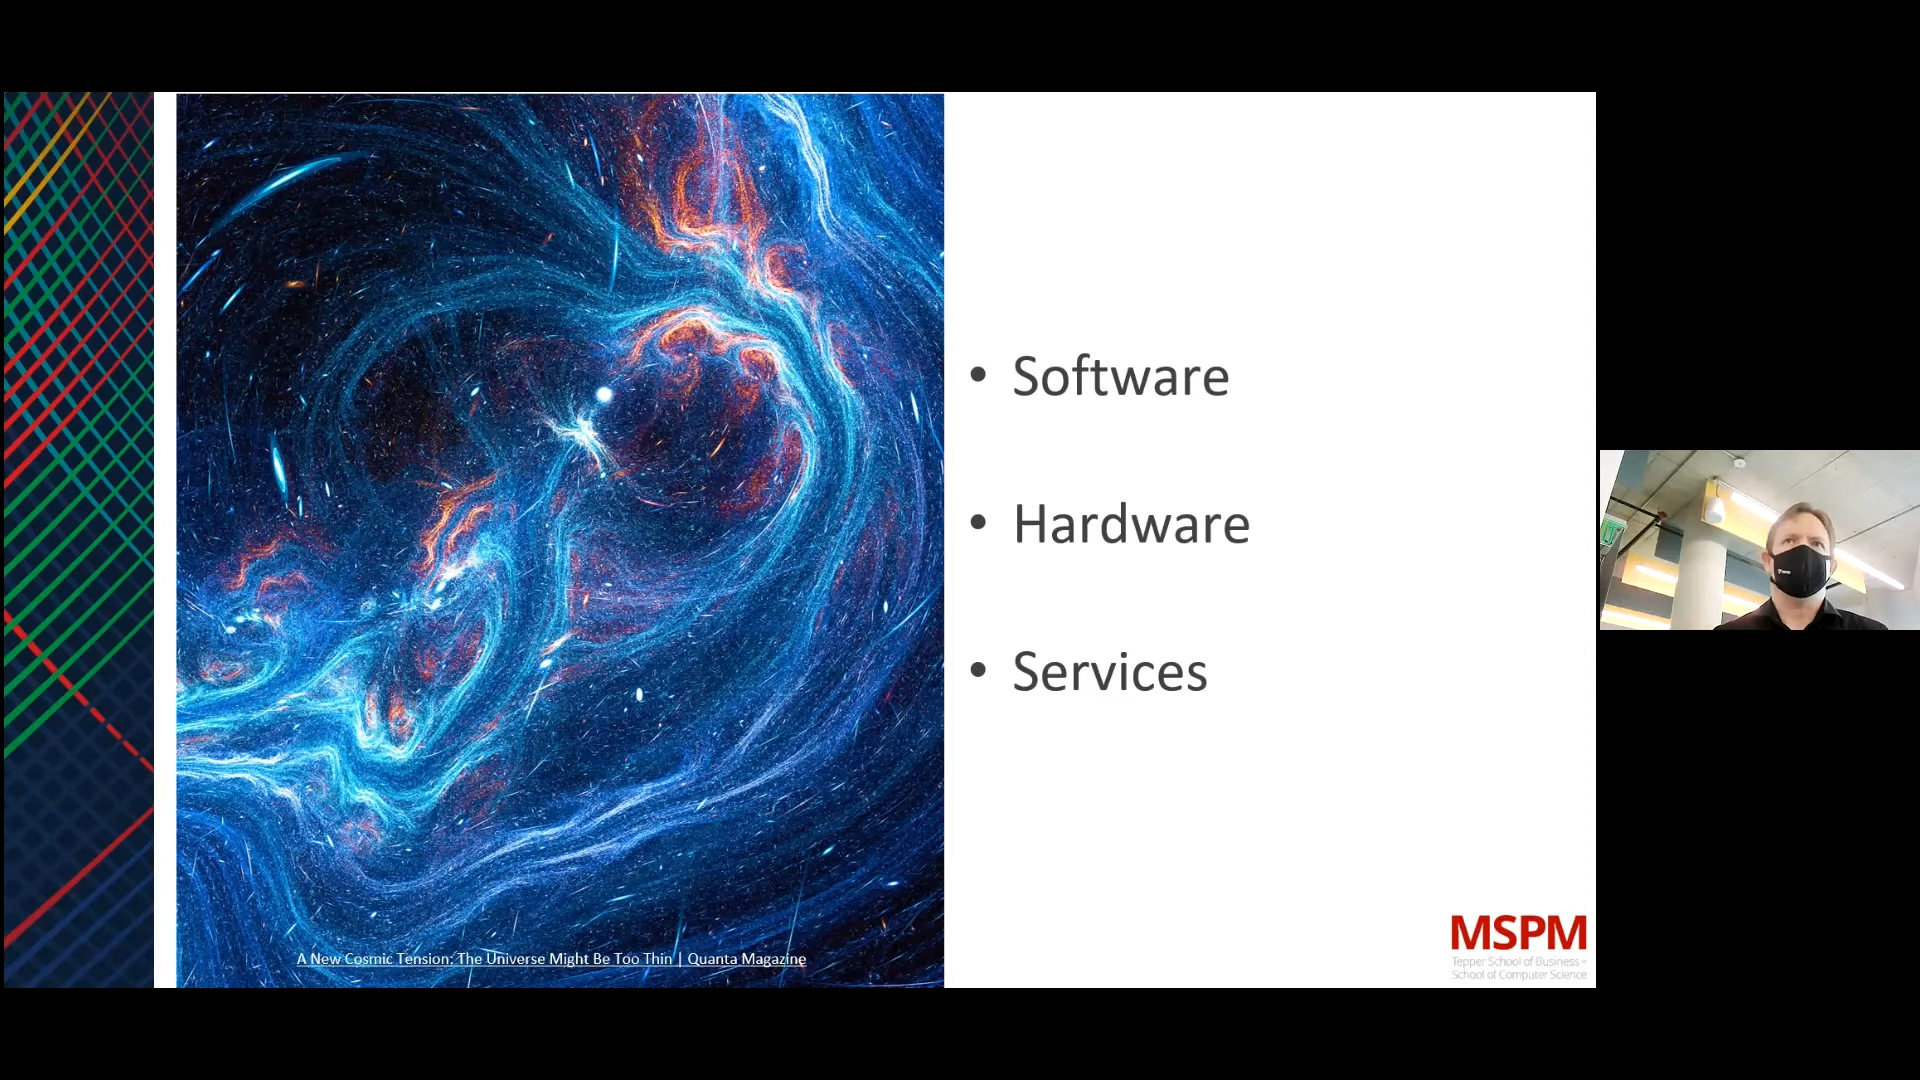 • Software
• Hardware
• Services
A New Cosmic Tension: The Universe Might Be Too Thin | Quanta Magazine
MSPM
Tepper School of Business +
School of Computer Science